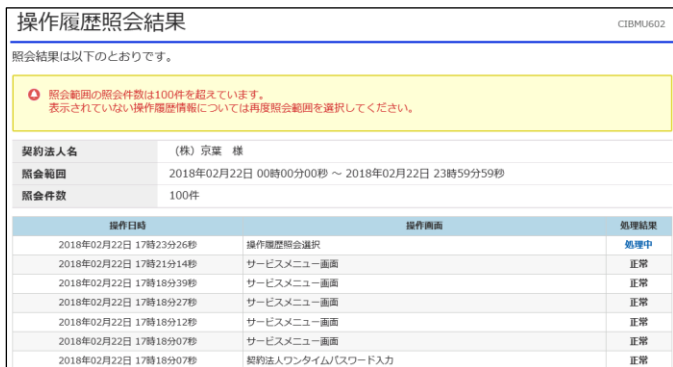 操作履歴照会結果
CIBMU602
照会結果は以下のとおりです。
照会範囲の照会件数は100件を超えています。
表示されていない操作履歴情報については再度照会範囲を選択してください。
契約法人名 (株) 京葉 様
照会範囲 2018年02月22日 00時00分00秒 ～ 2018年02月22日 23時59分59秒
照会件数 100件
操作日時 操作画面 処理結果
2018年02月22日 17時23分26秒 操作履歴照会選択 処理中
2018年02月22日 17時21分14秒 サービスメニュー画面 正常
2018年02月22日 17時18分39秒 サービスメニュー画面 正常
2018年02月22日 17時18分27秒 サービスメニュー画面 正常
2018年02月22日 17時18分12秒 サービスメニュー画面 正常
2018年02月22日 17時18分07秒 サービスメニュー画面 正常
2018年02月22日 17時18分07秒 契約法人ワンタイムパスワード入力 正常